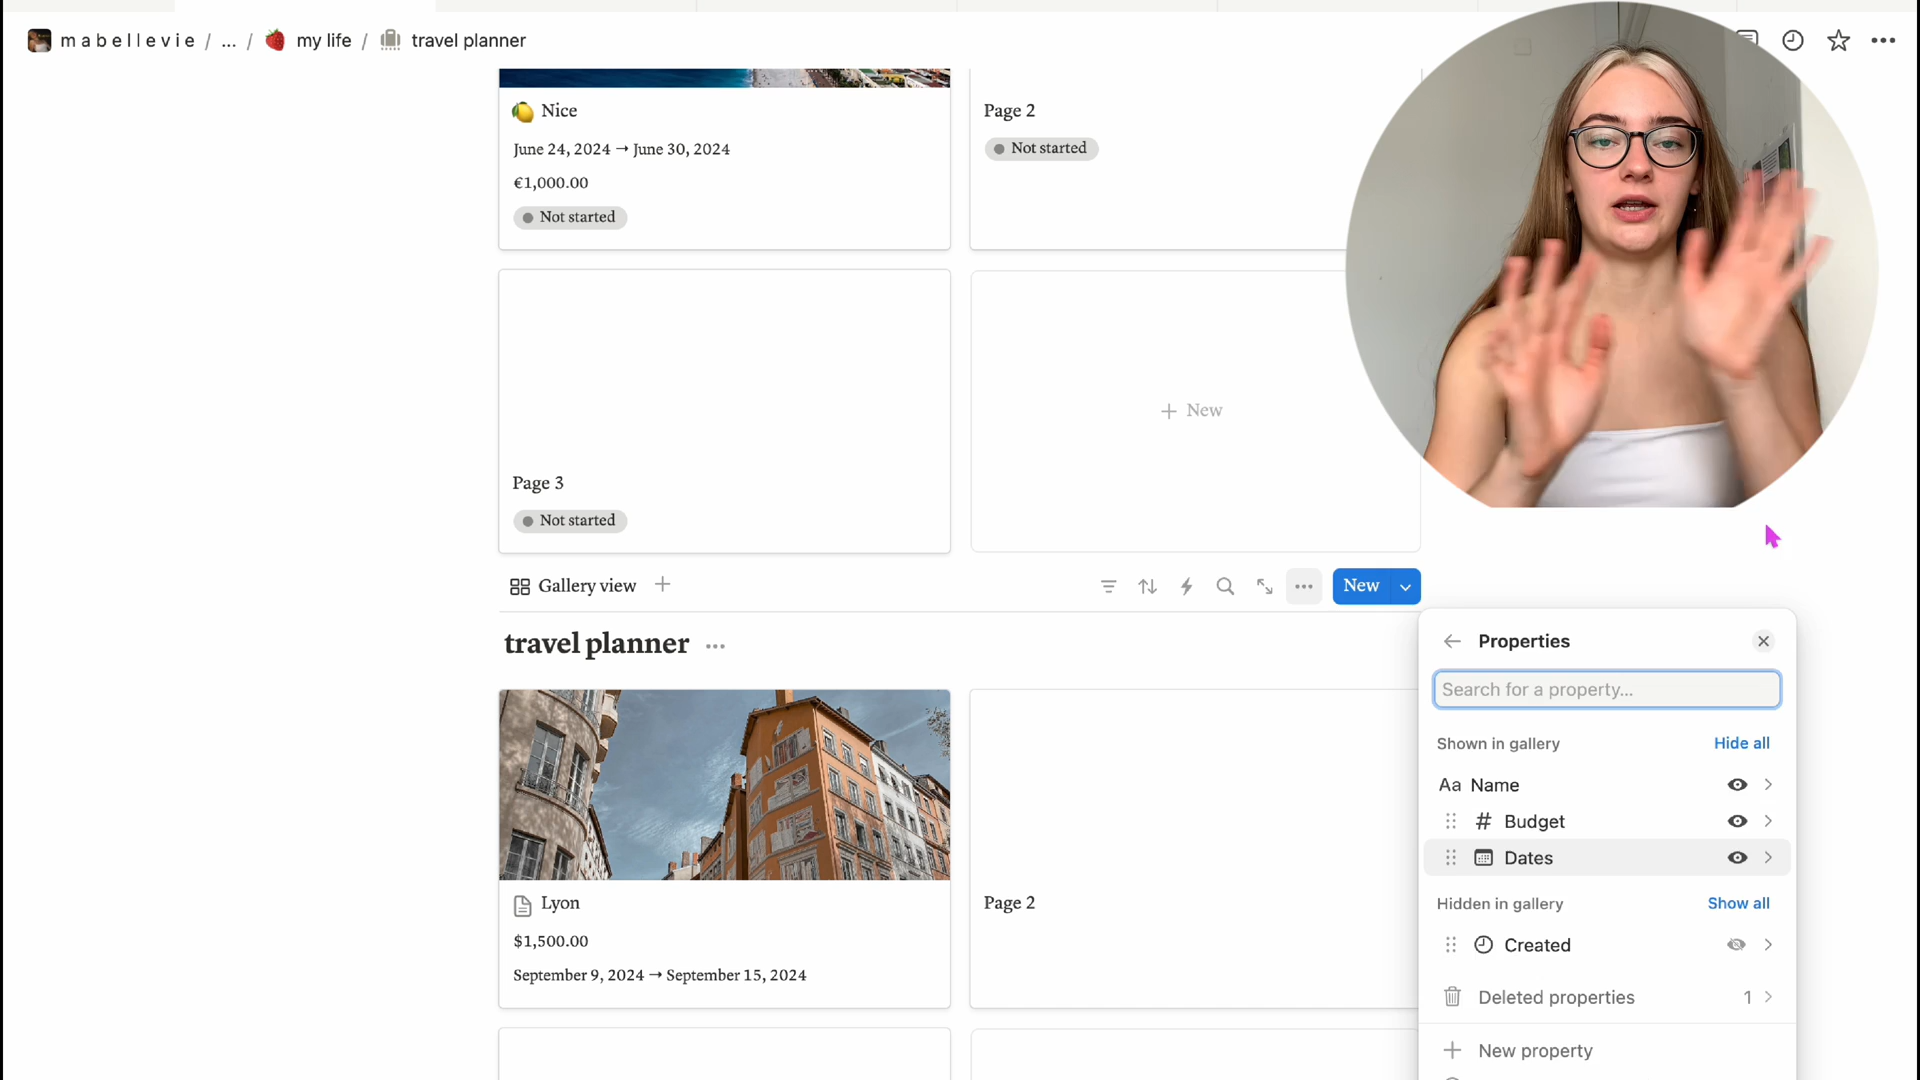 mabellevie / ... / my life / travel planner
Nice
June 24, 2024 → June 30, 2024
€1,000.00
Not started
Page 2
Not started
Page 3
Not started
+ New
Gallery view +
New
travel planner ...
Lyon
$1,500.00
September 9, 2024 → September 15, 2024
Page 2
Properties
Search for a property...
Shown in gallery Hide all
Aa Name
# Budget
Dates
Hidden in gallery Show all
Created
Deleted properties 1
+ New property